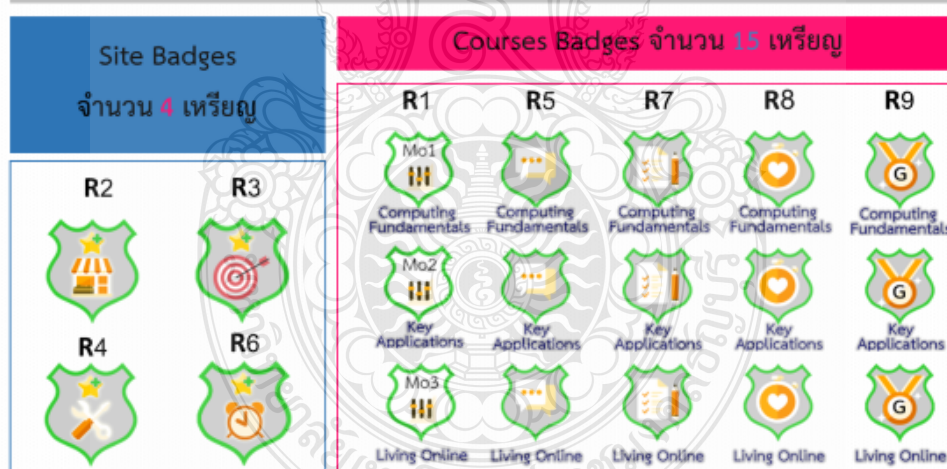 Site Badges
จำนวน 4 เหรียญ
R2 R3
R4 R6
Courses Badges จำนวน 15 เหรียญ
R1 R5 R7 R8 R9
Mo1
G
Computing Fundamentals Computing Fundamentals Computing Fundamentals Computing Fundamentals Computing Fundamentals
Mo2
G
Key Applications Key Applications Key Applications Key Applications Key Applications
Mo3
G
Living Online Living Online Living Online Living Online Living Online